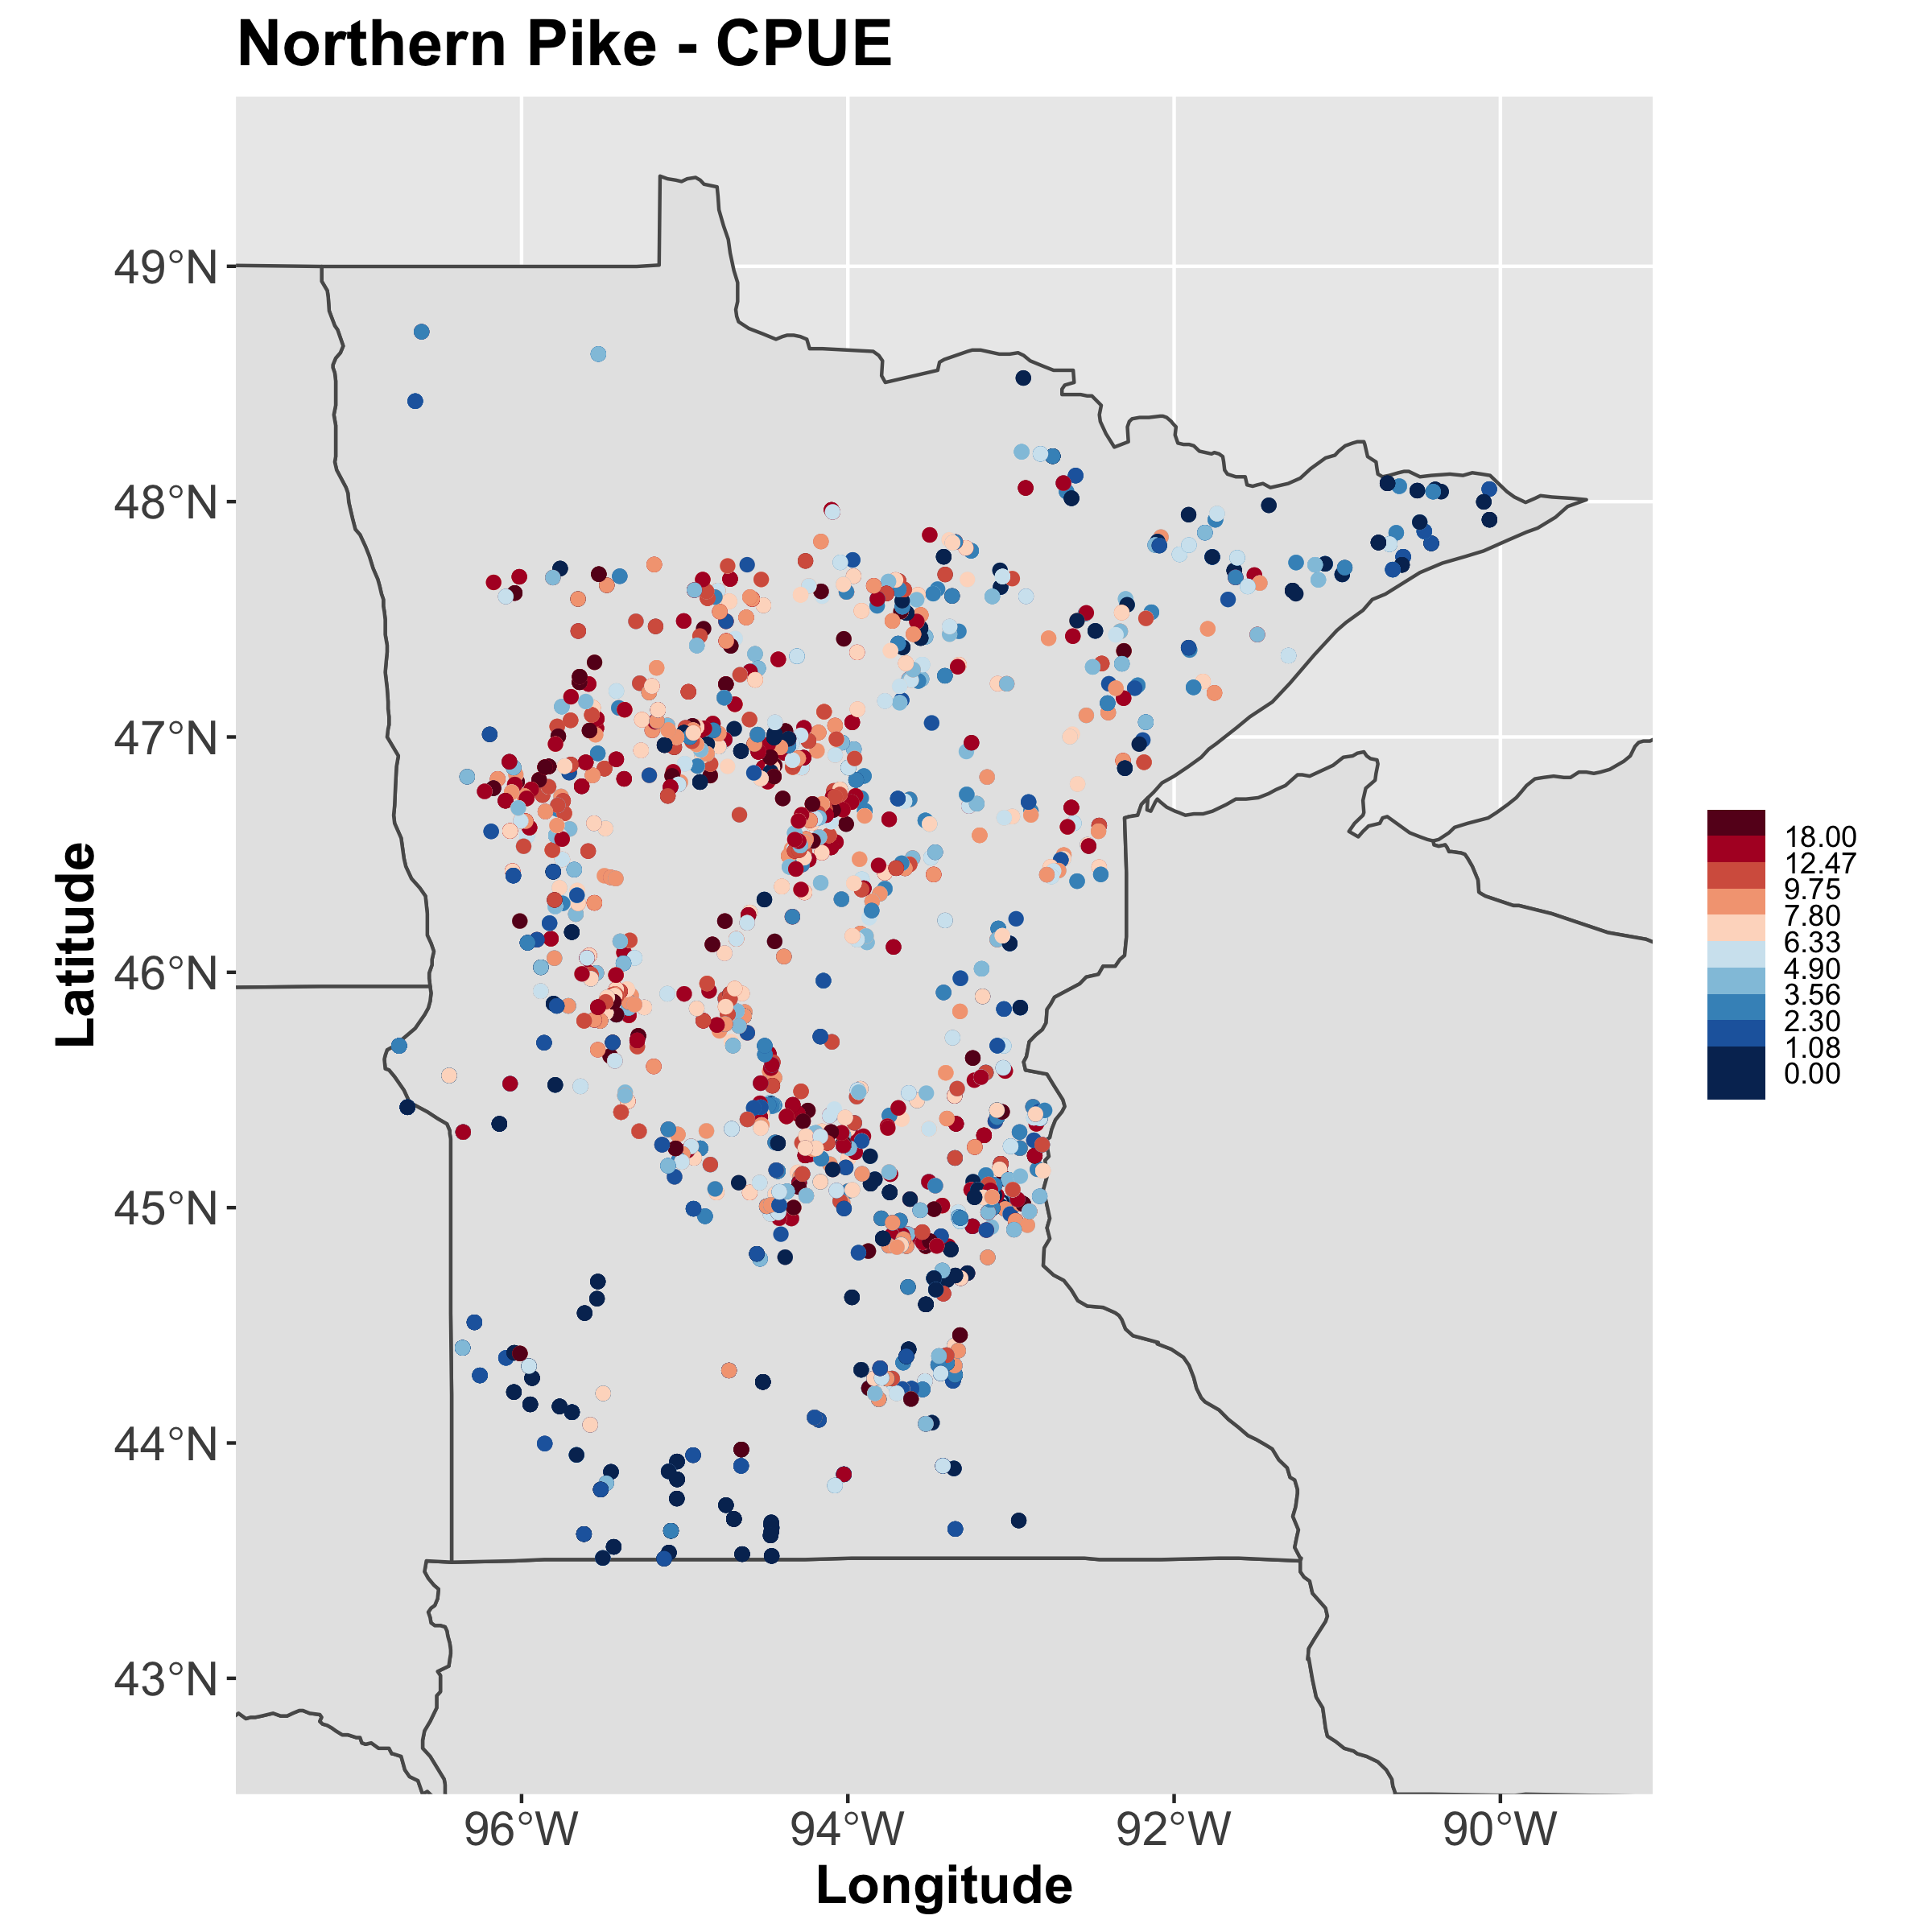 Northern Pike - CPUE
49°N
48°N
47°N
46°N
45°N
44°N
43°N
Latitude
96°W
94°W
92°W
90°W
Longitude
18.00
12.47
9.75
7.80
6.33
4.90
3.56
2.30
1.08
0.00